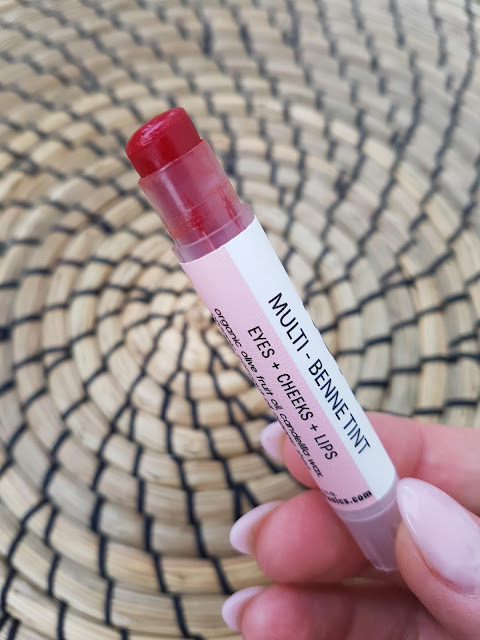 MULTI - BENNE TINT
EYES + CHEEKS + LIPS
organic olive fruit oil, candelilla wax,